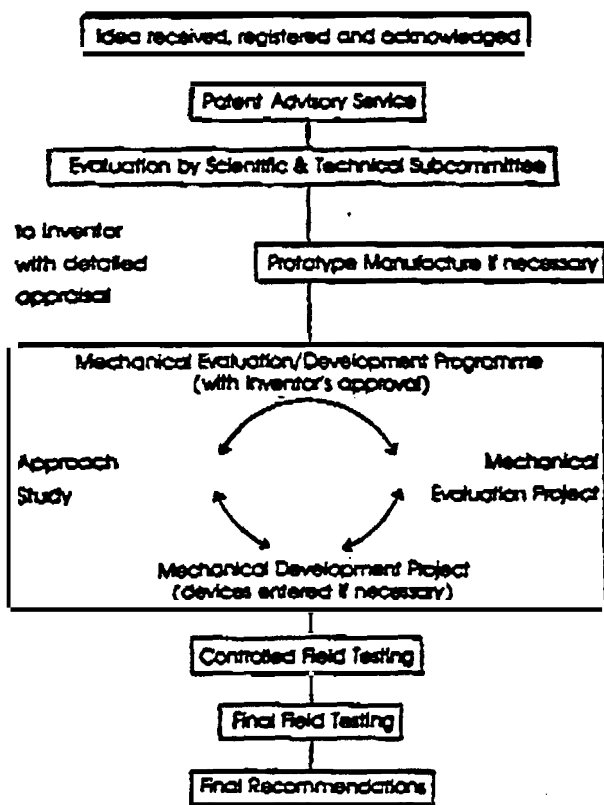 Idea received, registered and acknowledged
Patent Advisory Service
Evaluation by Scientific & Technical Subcommittee
to inventor
with detailed
appraisal
Prototype Manufacture if necessary
Mechanical Evaluation/Development Programme
(with inventor's approval)
Approach
Study
Mechanical
Evaluation Project
Mechanical Development Project
(devices entered if necessary)
Controlled Field Testing
Final Field Testing
Final Recommendations